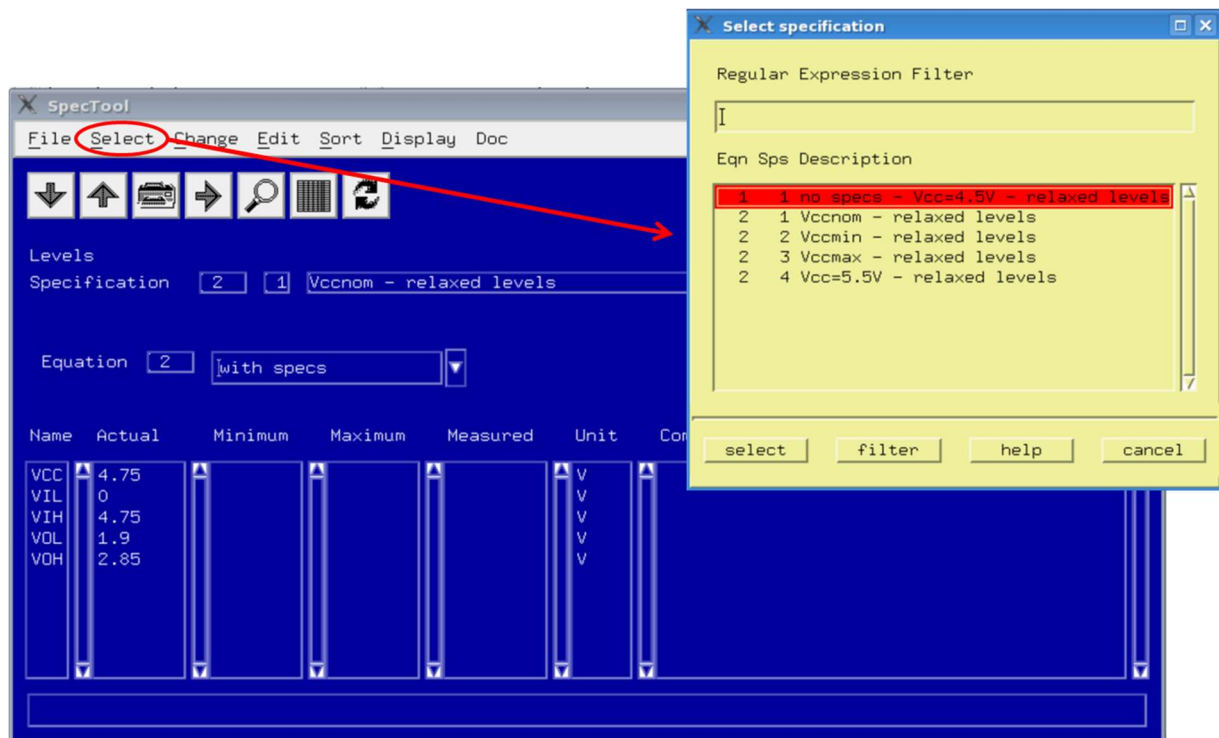 SpecTool
File Select Change Edit Sort Display Doc
Levels
Specification 2 1 Vccnom - relaxed levels
Equation 2 with specs
Name Actual Minimum Maximum Measured Unit Com
VCC 4.75 V
VIL 0 V
VIH 4.75 V
VOL 1.9 V
VOH 2.85 V
Select specification
Regular Expression Filter
Eqn Sps Description
1 1 no specs - Vcc=4.5V - relaxed levels
2 1 Vccnom - relaxed levels
2 2 Vccmin - relaxed levels
2 3 Vccmax - relaxed levels
2 4 Vcc=5.5V - relaxed levels
select filter help cancel